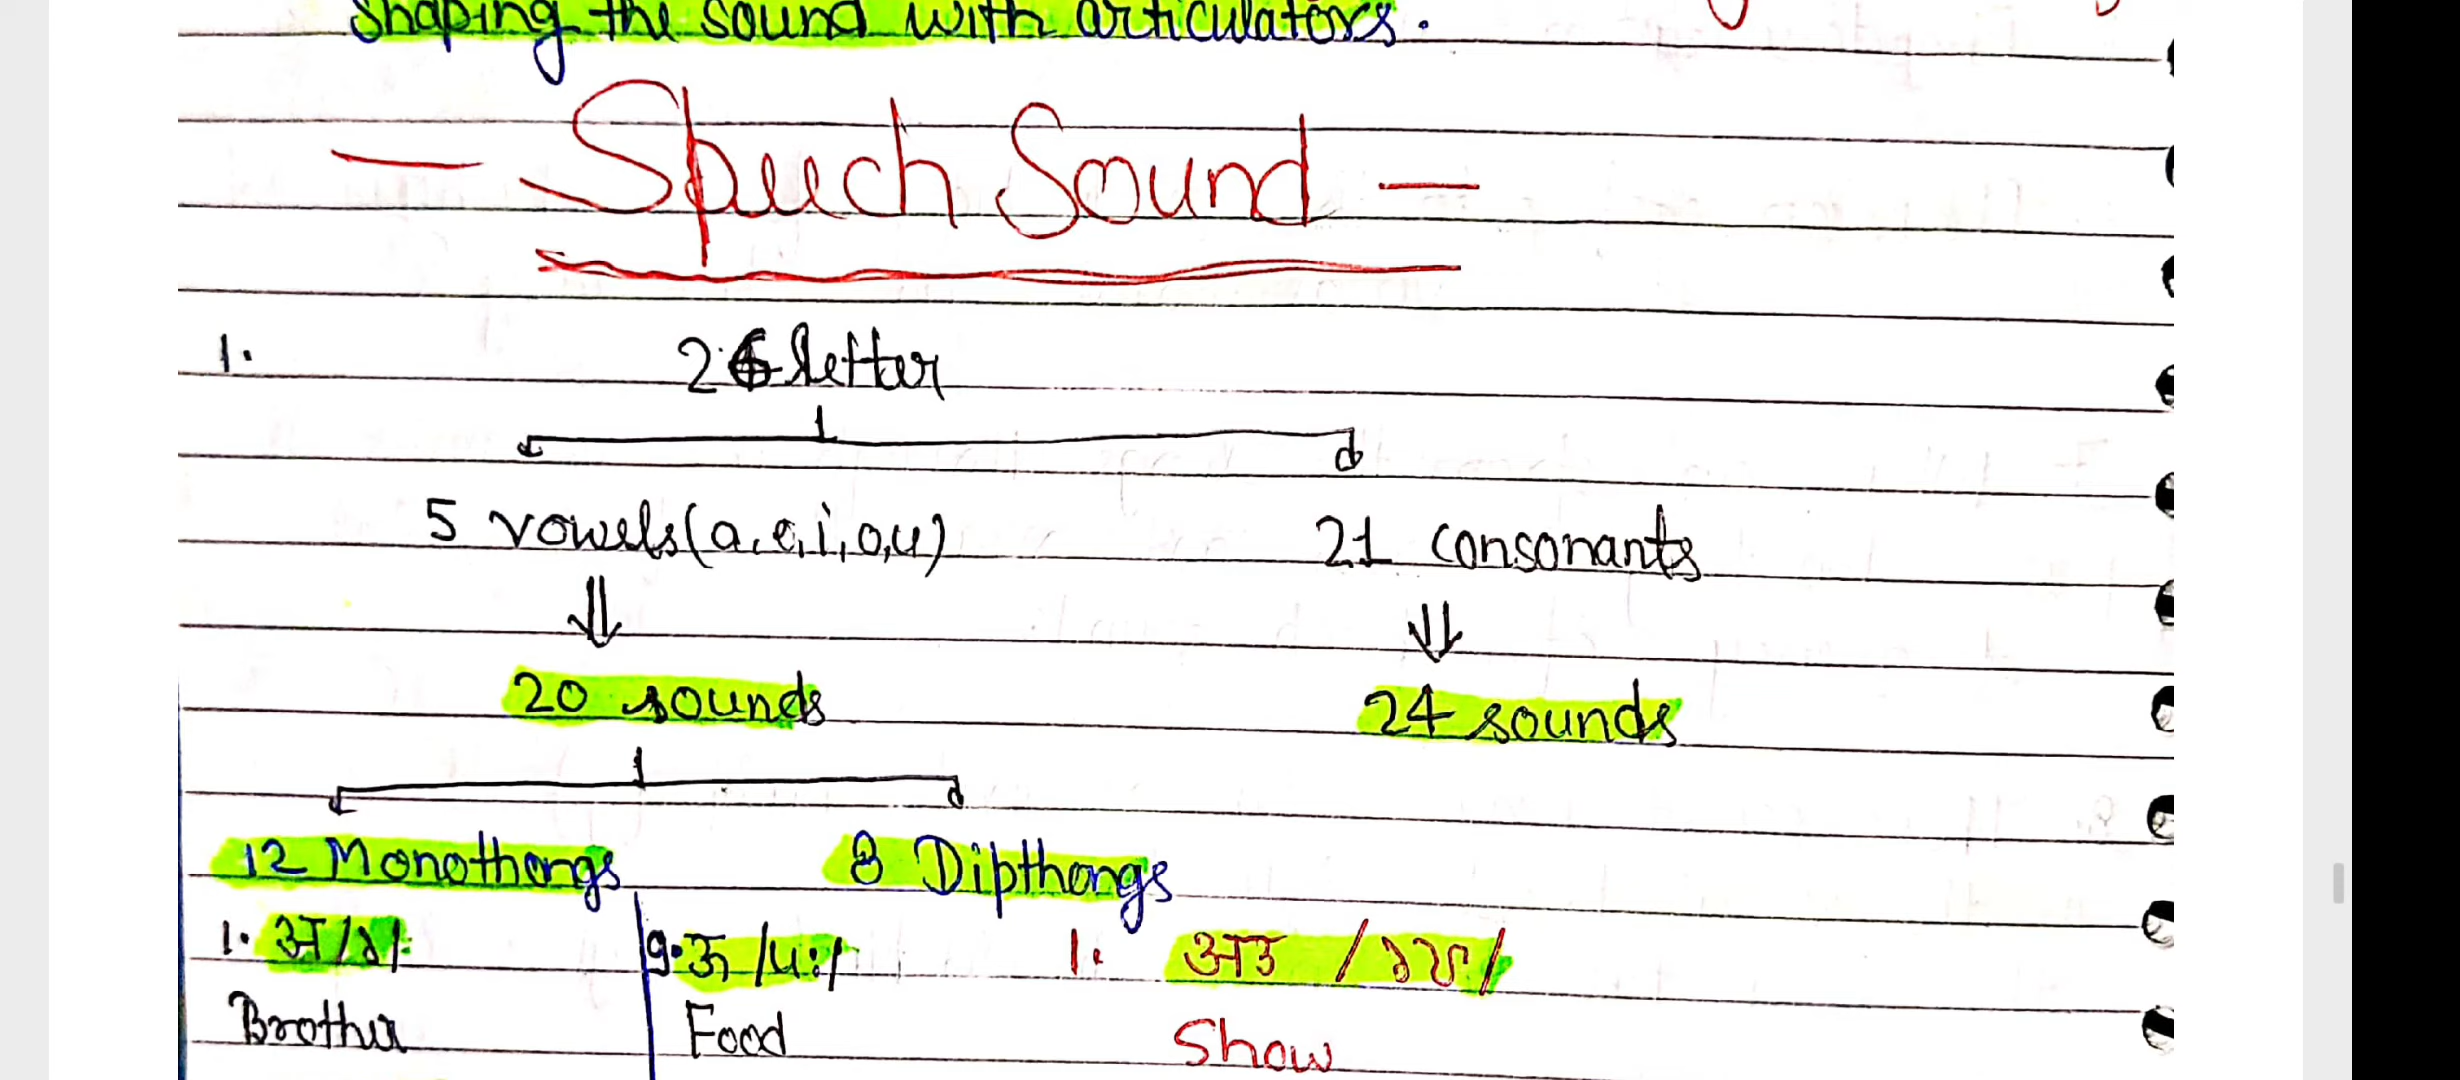 shaping the sound with articulators.
- Speech Sound -
1. 26 letter
5 vowels (a, e, i, o, u) 21 consonants
⇓ ⇓
20 sounds 24 sounds
12 Monothongs 8 Dipthongs
1. अ /ə/ 9. ऊ /u:/ 1. अउ /əʊ/
Brother Food Show